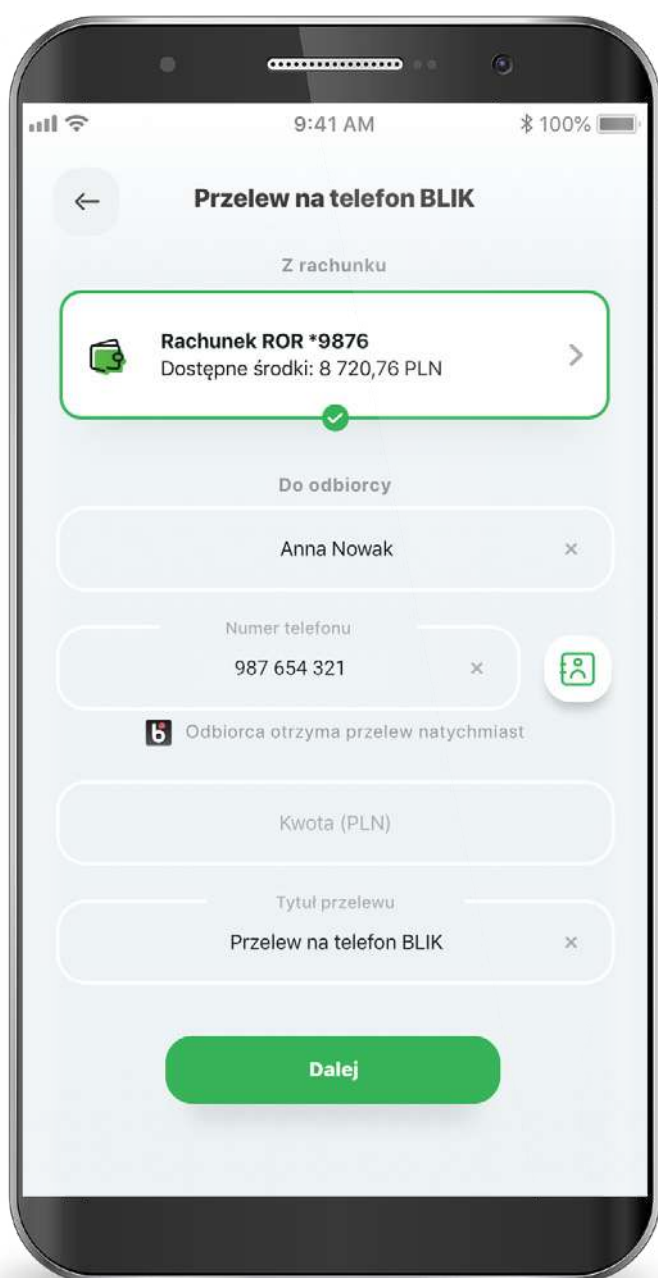 9:41 AM
100%
Przelew na telefon BLIK
Z rachunku
Rachunek ROR *9876
Dostępne środki: 8 720,76 PLN
Do odbiorcy
Anna Nowak
Numer telefonu
987 654 321
Odbiorca otrzyma przelew natychmiast
Kwota (PLN)
Tytuł przelewu
Przelew na telefon BLIK
Dalej